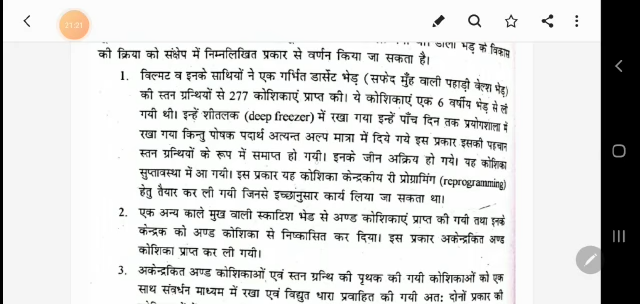 21:21
डाली भेड़ के विकास
की क्रिया को संक्षेप में निम्नलिखित प्रकार से वर्णन किया जा सकता है।
1. विल्मट व इनके साथियों ने एक गर्भित डार्सेट भेड़ (सफेद मुँह वाली पहाड़ी वेल्श भेड़)
की स्तन ग्रन्थियों से 277 कोशिकाएं प्राप्त की। ये कोशिकाएं एक 6 वर्षीय भेड़ से ली
गयी थी। इन्हें शीतलक (deep freezer) में रखा गया इन्हें पाँच दिन तक प्रयोगशाला में
रखा गया किन्तु पोषक पदार्थ अत्यन्त अल्प मात्रा में दिये गये इस प्रकार इसकी पहचान
स्तन ग्रन्थियों के रूप में समाप्त हो गयी। इनके जीन अक्रिय हो गये। यह कोशिका
सुप्तावस्था में आ गयी। इस प्रकार यह कोशिका केन्द्रकीय री प्रोग्रामिंग (reprogramming)
हेतु तैयार कर ली गयी जिनसे इच्छानुसार कार्य लिया जा सकता था।
2. एक अन्य काले मुख वाली स्काटिश भेड से अण्ड कोशिकाएं प्राप्त की गयी तथा इनके
केन्द्रक को अण्ड कोशिका से निष्कासित कर दिया। इस प्रकार अकेन्द्रकित अण्ड
कोशिका प्राप्त कर ली गयी।
3. अकेन्द्रकित अण्ड कोशिकाओं एवं स्तन ग्रन्थि की पृथक की गयी कोशिकाओं को एक
साथ संवर्धन माध्यम में रखा एवं विद्युत धारा प्रवाहित की गयी अतः दोनों प्रकार की